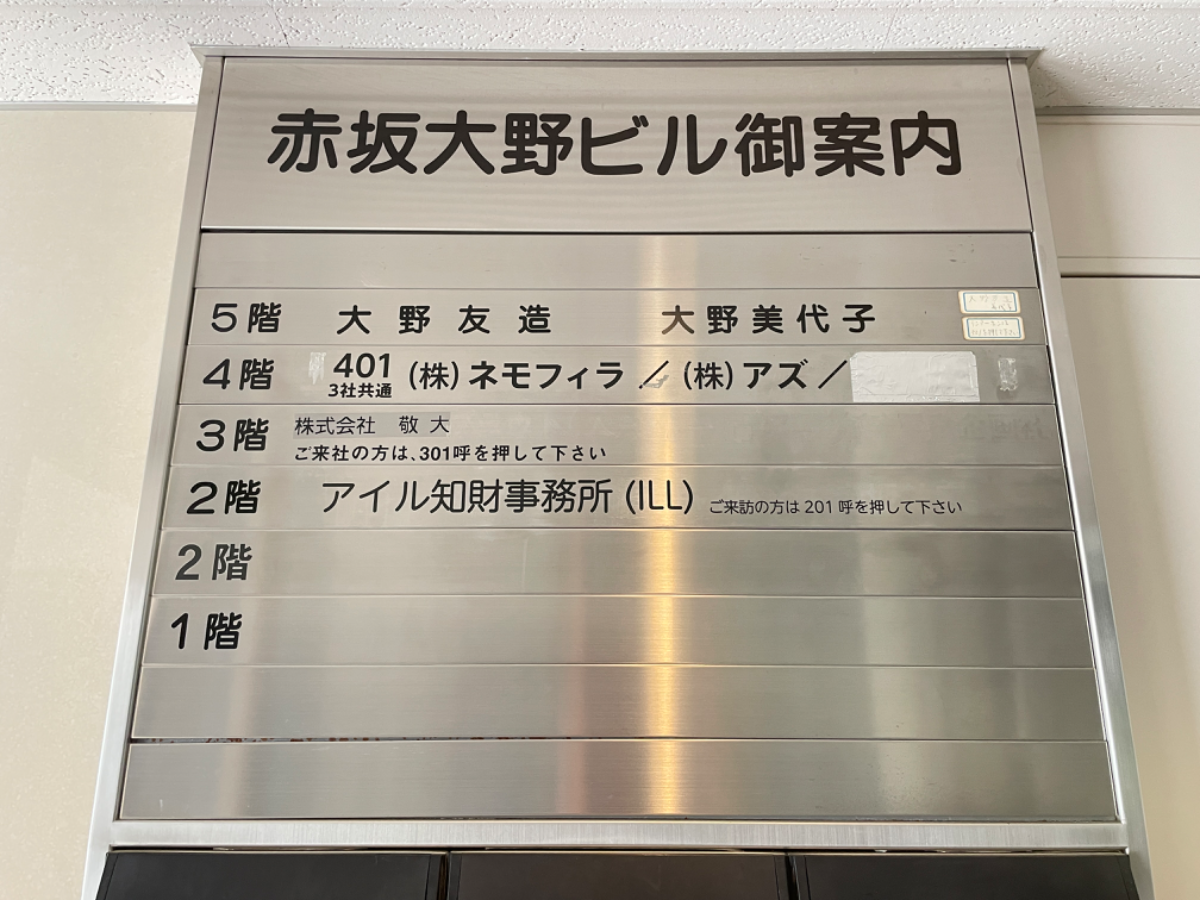 赤坂大野ビル御案内
5階 大野友造 大野美代子
4階 401 3社共通 (株)ネモフィラ／(株)アズ／
3階 株式会社 敬大
ご来社の方は、301呼を押して下さい
2階 アイル知財事務所(ILL) ご来訪の方は201呼を押して下さい
2階
1階